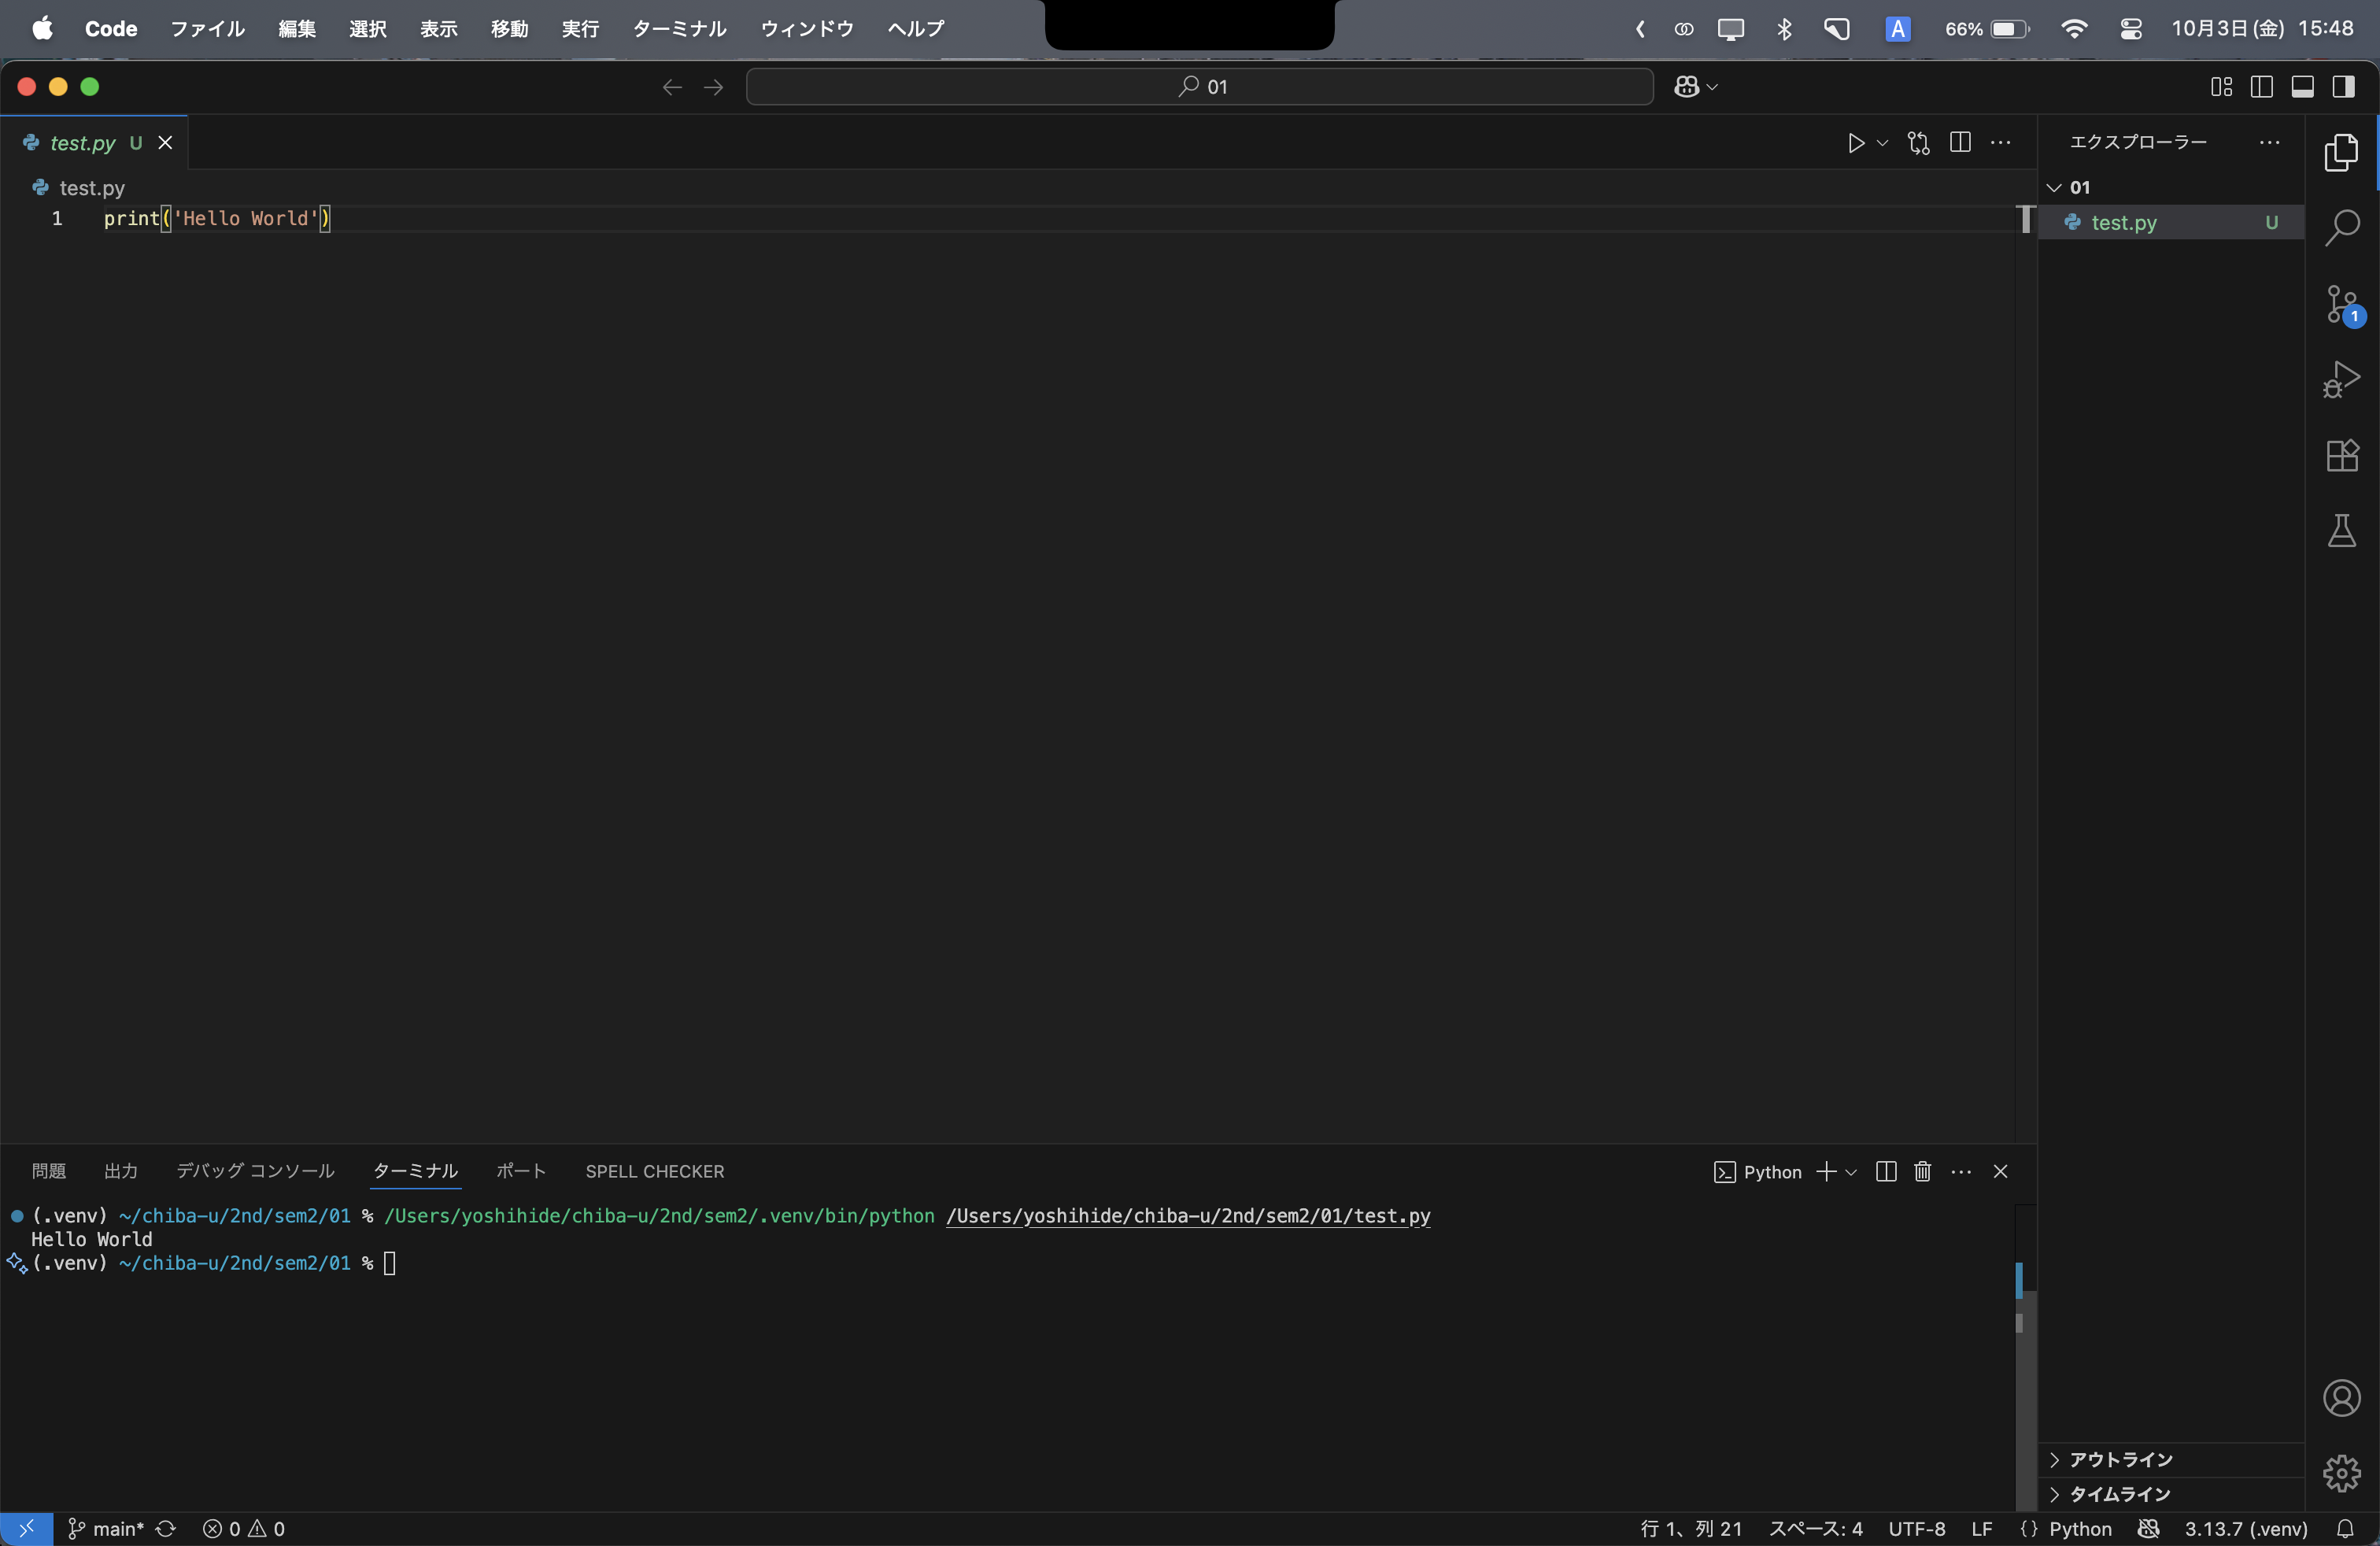 Code ファイル 編集 選択 表示 移動 実行 ターミナル ウィンドウ ヘルプ A 66% 10月3日(金) 15:48
01
test.py U
エクスプローラー
test.py
01
1 print('Hello World')
test.py U
1
問題 出力 デバッグ コンソール ターミナル ポート SPELL CHECKER Python
(.venv) ~/chiba-u/2nd/sem2/01 % /Users/yoshihide/chiba-u/2nd/sem2/.venv/bin/python /Users/yoshihide/chiba-u/2nd/sem2/01/test.py
Hello World
(.venv) ~/chiba-u/2nd/sem2/01 %
アウトライン
タイムライン
main* 0 0 行 1、列 21 スペース: 4 UTF-8 LF {} Python 3.13.7 (.venv)